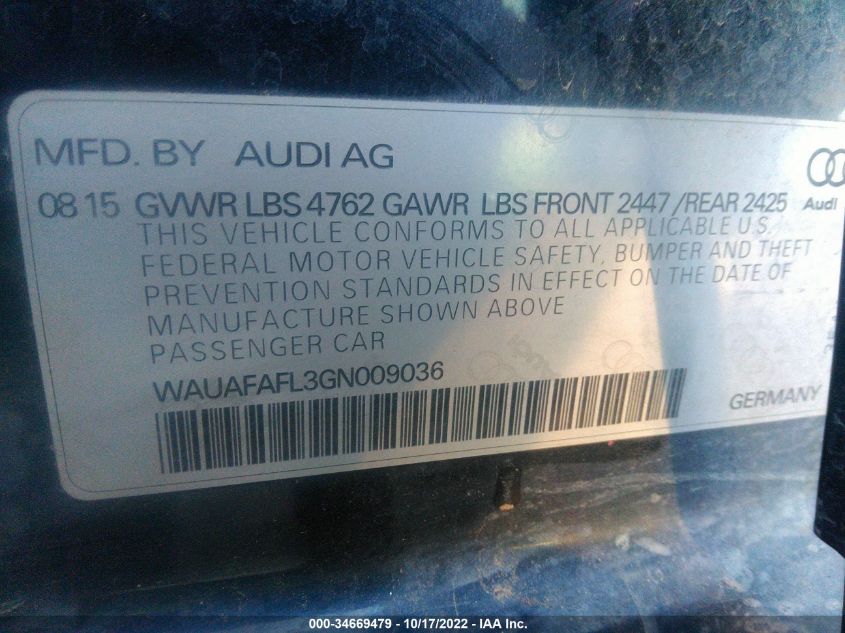 MFD. BY AUDI AG
08 15 GVWR LBS 4762 GAWR LBS FRONT 2447 /REAR 2425
Audi
THIS VEHICLE CONFORMS TO ALL APPLICABLE U.S.
FEDERAL MOTOR VEHICLE SAFETY, BUMPER AND THEFT
PREVENTION STANDARDS IN EFFECT ON THE DATE OF
MANUFACTURE SHOWN ABOVE
PASSENGER CAR
WAUAFAFL3GN009036
GERMANY
000-34669479 - 10/17/2022 - IAA Inc.